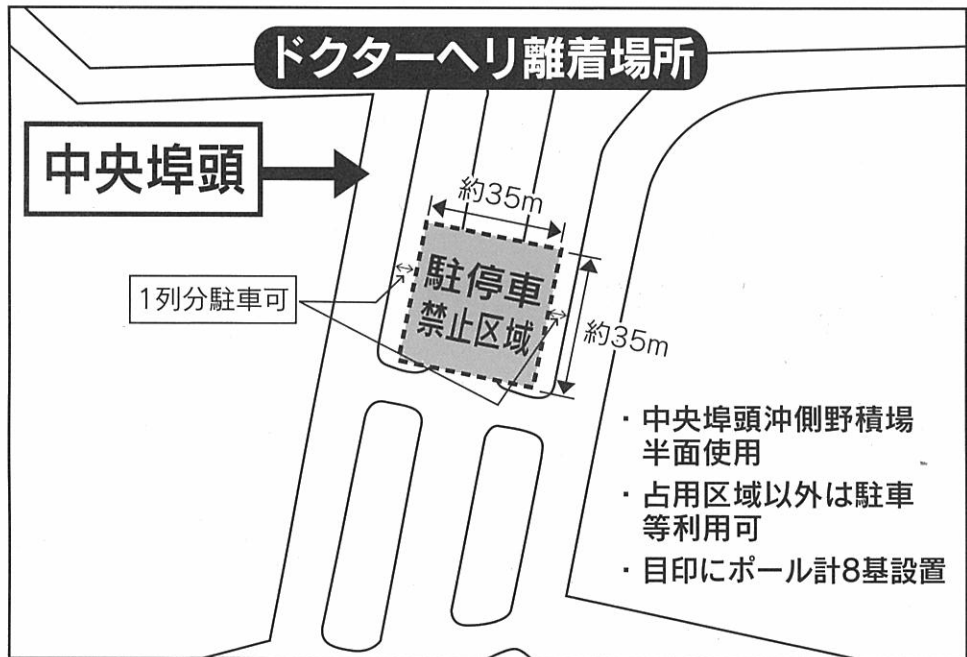 ドクターヘリ離着場所
中央埠頭
約35m
駐停車
禁止区域
1列分駐車可
約35m
・中央埠頭沖側野積場
半面使用
・占用区域以外は駐車
等利用可
・目印にポール計8基設置